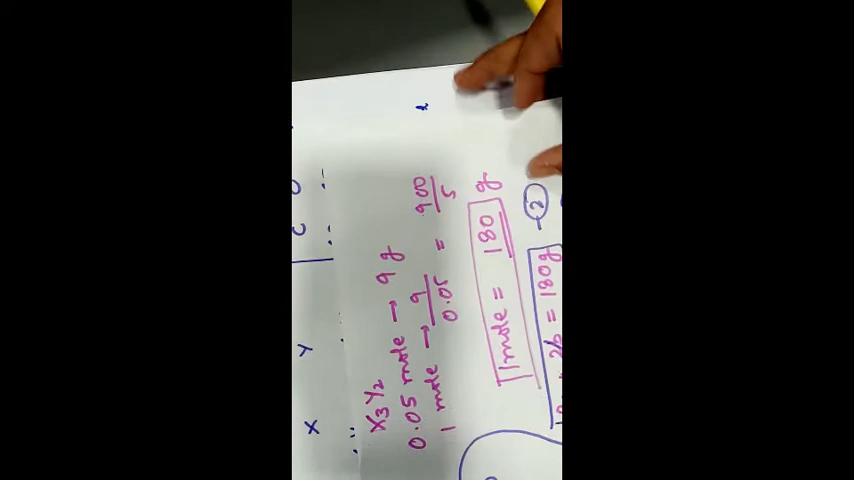 X Y
C O
X3Y2
0.05 mole → 9 g
1 mole → 9/0.05 = 900/5
1 mole = 180 g
= 180g -②